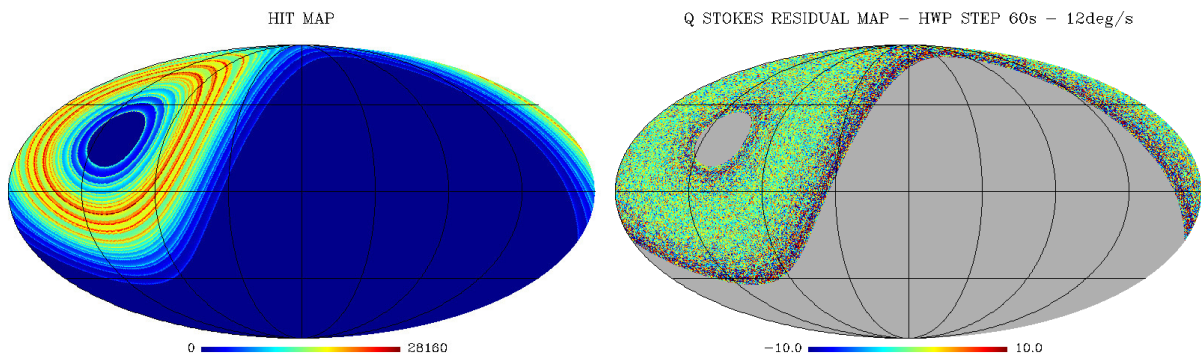 HIT MAP
Q STOKES RESIDUAL MAP - HWP STEP 60s - 12deg/s
0 28160
-10.0 10.0